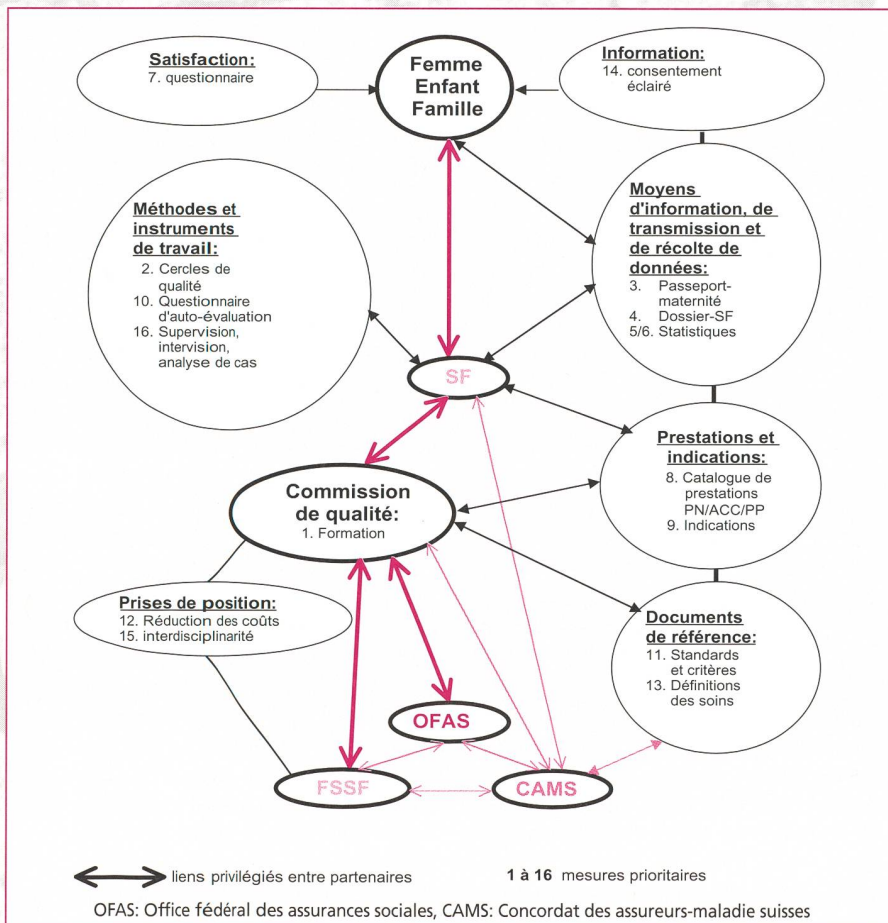 Satisfaction:
7. questionnaire
Femme
Enfant
Famille
Information:
14. consentement
éclairé
Méthodes et
instruments
de travail:
2. Cercles de
qualité
10. Questionnaire
d'auto-évaluation
16. Supervision,
intervision,
analyse de cas
Moyens
d'information, de
transmission et
de récolte de
données:
3. Passeport-
maternité
4. Dossier-SF
5/6. Statistiques
SF
Commission
de qualité:
1. Formation
Prestations et
indications:
8. Catalogue de
prestations
PN/ACC/PP
9. Indications
Prises de position:
12. Réduction des coûts
15. interdisciplinarité
Documents
de référence:
11. Standards
et critères
13. Définitions
des soins
OFAS
FSSF
CAMS
liens privilégiés entre partenaires
1 à 16 mesures prioritaires
OFAS: Office fédéral des assurances sociales, CAMS: Concordat des assureurs-maladie suisses